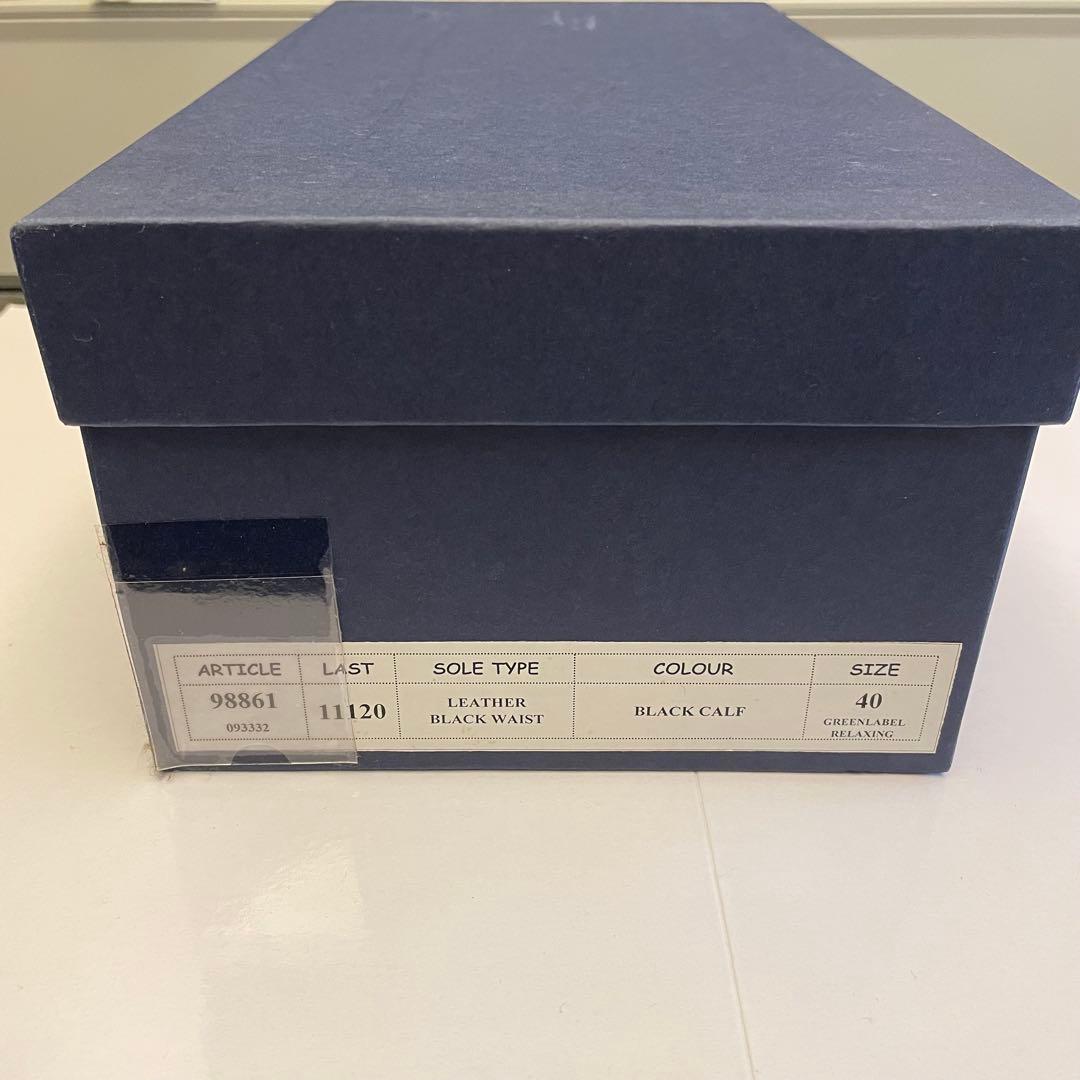 ARTICLE LAST SOLE TYPE COLOUR SIZE
98861 11120 LEATHER BLACK CALF 40
093332 BLACK WAIST GREENLABEL
RELAXING